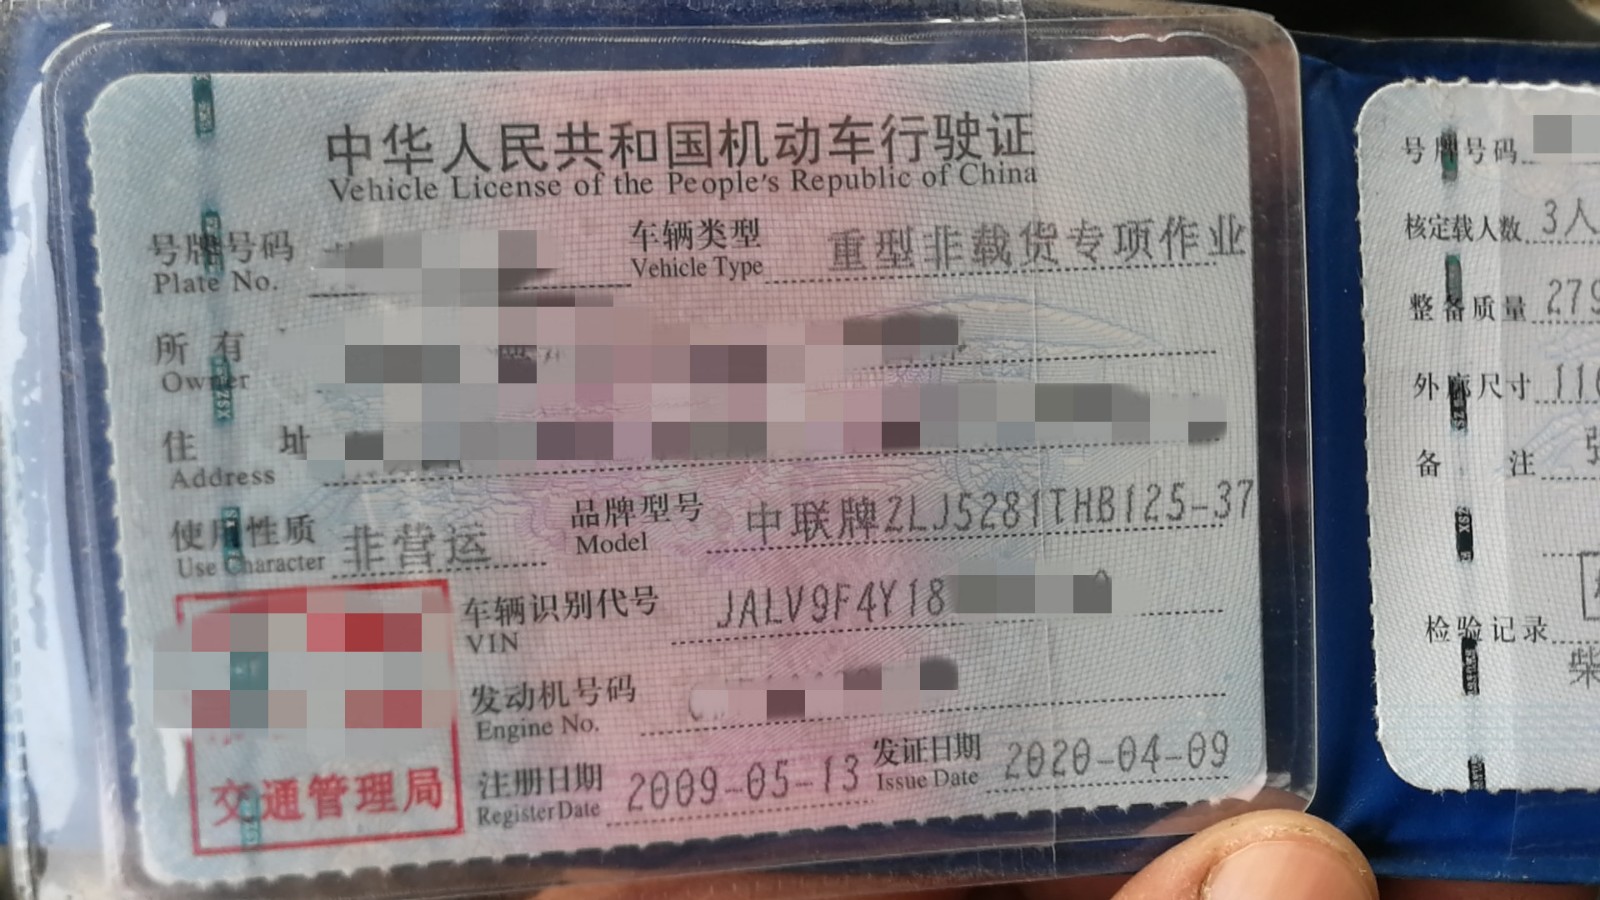 中华人民共和国机动车行驶证
Vehicle License of the People's Republic of China
号牌号码
Plate No.
车辆类型
Vehicle Type
重型非载货专项作业
所有
Owner
住 址
Address
使用性质
Use Character
非营运
品牌型号
Model
中联牌ZLJ5281THB125-37
车辆识别代号
VIN
JALV9F4Y18
发动机号码
Engine No.
交通管理局
注册日期
Register Date
2009-05-13
发证日期
Issue Date
2020-04-09
号牌号码
核定载人数 3人
整备质量 279
外廓尺寸 116
备 注
检验记录
柴